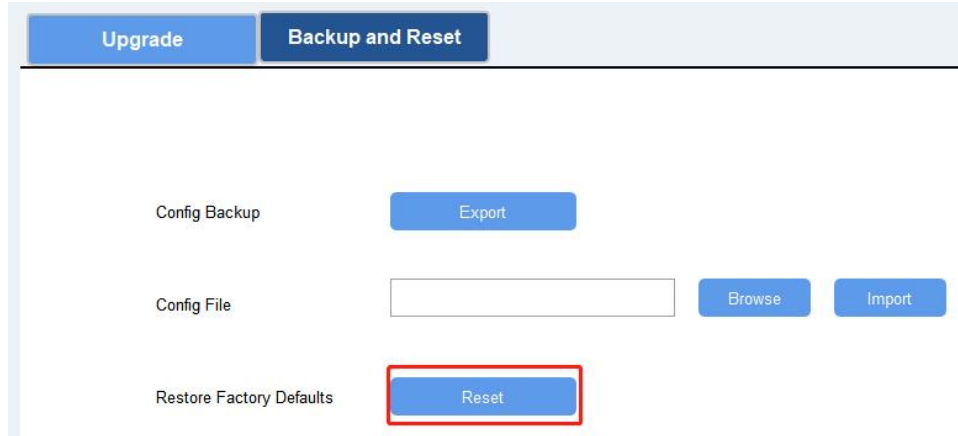 Upgrade Backup and Reset
Config Backup Export
Config File Browse Import
Restore Factory Defaults Reset